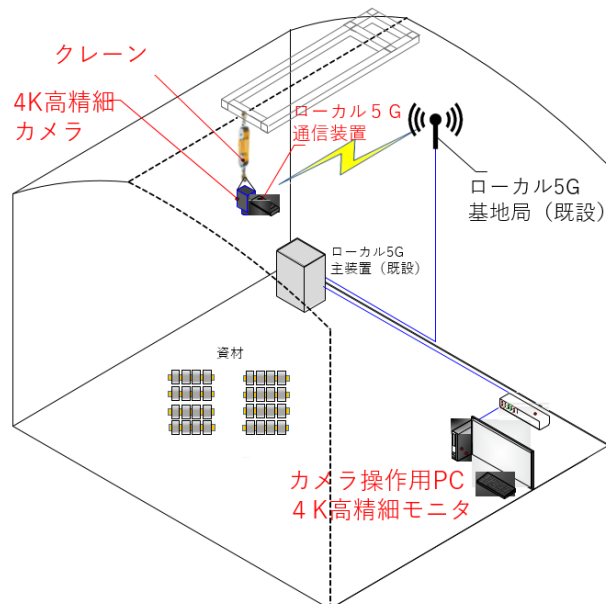 クレーン
4K高精細
カメラ
ローカル５Ｇ
通信装置
ローカル5G
基地局（既設）
ローカル5G
主装置（既設）
資材
カメラ操作用PC
４Ｋ高精細モニタ